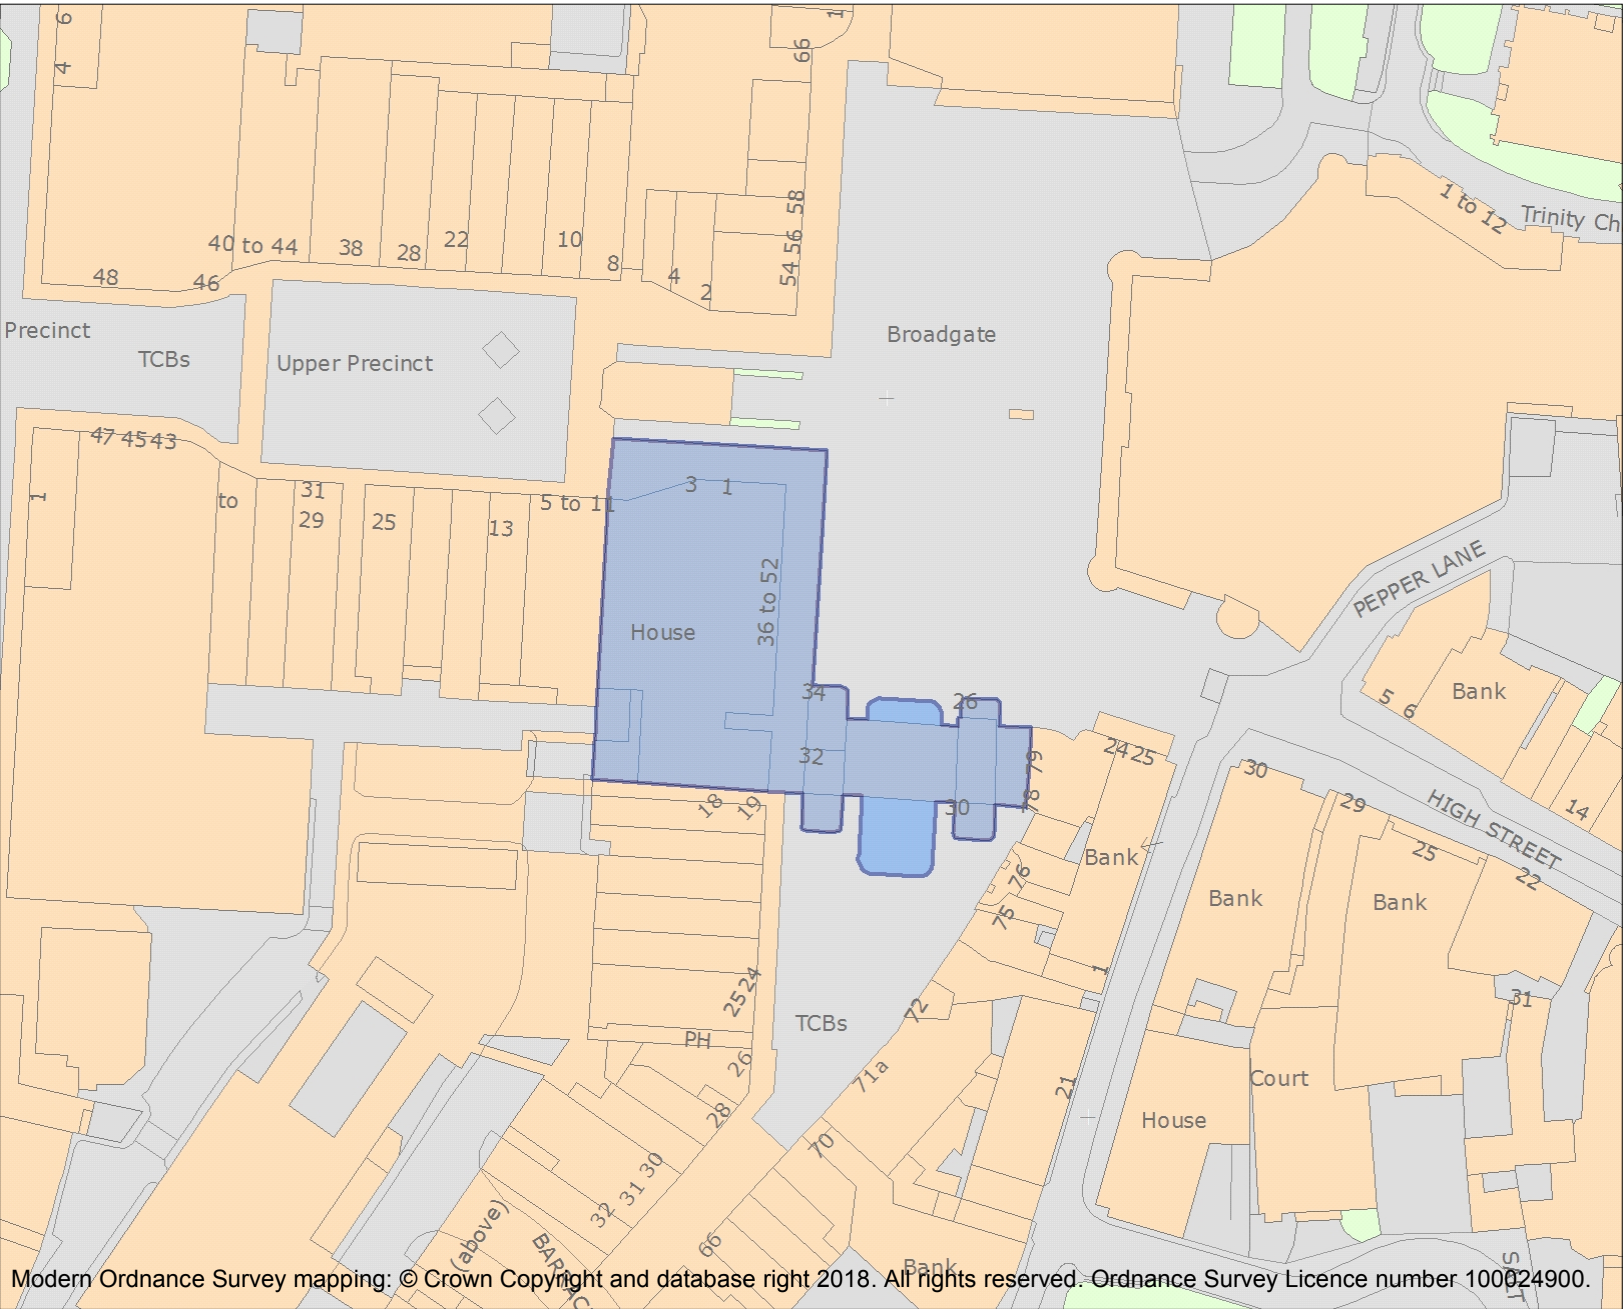 6
4
1
66
40 to 44
38
28
22
10
8
48
46
4
2
58
56
54
1 to 12
Trinity Ch
Precinct
TCBs
Upper Precinct
Broadgate
47 45 43
1
to
31
29
25
13
5 to 11
3
1
36 to 52
House
PEPPER LANE
34
26
32
30
5
6
Bank
79
78
24 25
18
19
30
29
HIGH STREET
14
25
22
76
75
Bank
Bank
Bank
1
24
25
72
TCBs
31
PH
26
71a
28
21
Court
House
70
30
31
32
66
(above)
BARRAC
Bank
SALT
Modern Ordnance Survey mapping: © Crown Copyright and database right 2018. All rights reserved. Ordnance Survey Licence number 100024900.